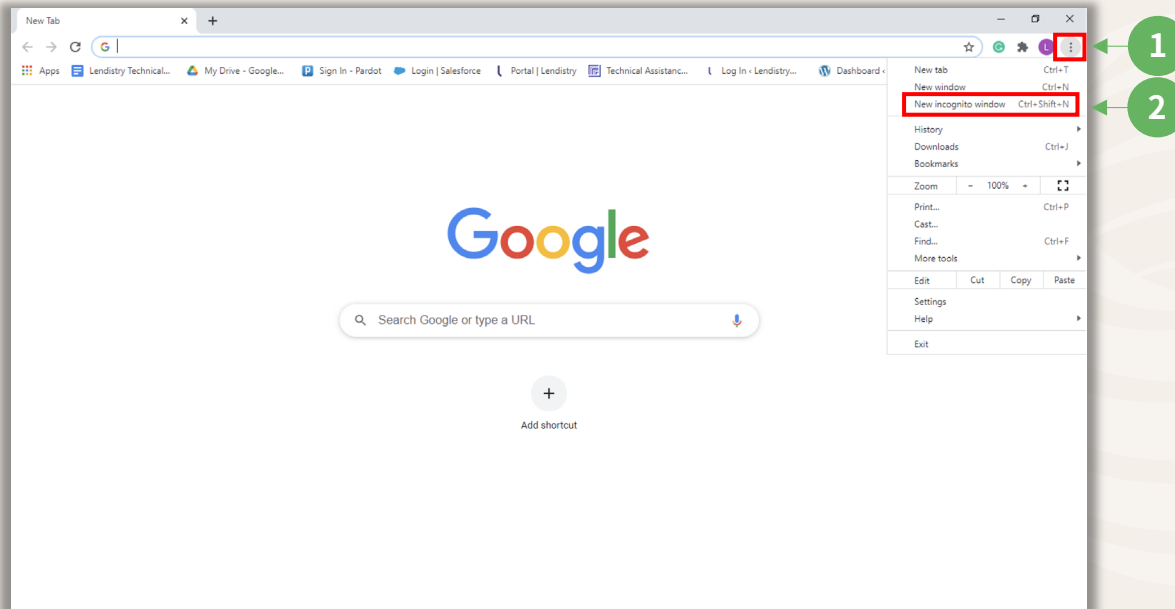 New Tab
1
G
L
Apps Lendistry Technical... My Drive - Google... P Sign In - Pardot Login | Salesforce Portal | Lendistry Technical Assistanc... Log In ‹ Lendistry... Dashboard ‹
New tab Ctrl+T
New window Ctrl+N
New incognito window Ctrl+Shift+N
2
History
Downloads Ctrl+J
Bookmarks
Zoom - 100% +
Print... Ctrl+P
Cast...
Find... Ctrl+F
More tools
Edit Cut Copy Paste
Settings
Help
Exit
Google
Search Google or type a URL
Add shortcut